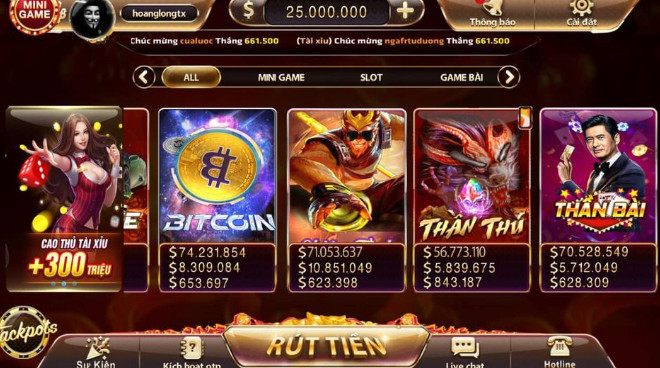 MINI
GAME
hoanglongtx
$ 25.000.000 +
Thông báo
Cài đặt
Chúc mừng cualuoc Thắng 661.500 (Tài xỉu) Chúc mừng ngafrtuduong Thắng 661.500
ALL
MINI GAME
SLOT
GAME BÀI
CAO THỦ TÀI XỈU
+300 TRIỆU
BITCOIN
$74.231.854
$8.309.084
$653.697
$71.053.637
$10.851.049
$623.398
THẦN THÚ
$56.773.110
$5.839.675
$843.187
THẦN BÀI
$70.528.549
$5.712.049
$628.309
Jackpots
Sự Kiện
Kích hoạt otp
RÚT TIỀN
Live chat
Hotline